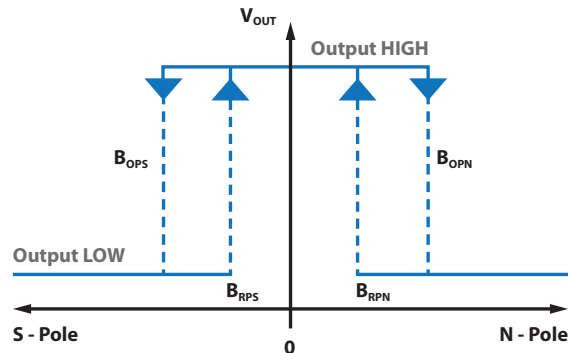 VOUT
Output HIGH
BOPS
BOPN
Output LOW
BRPS
BRPN
S - Pole
0
N - Pole